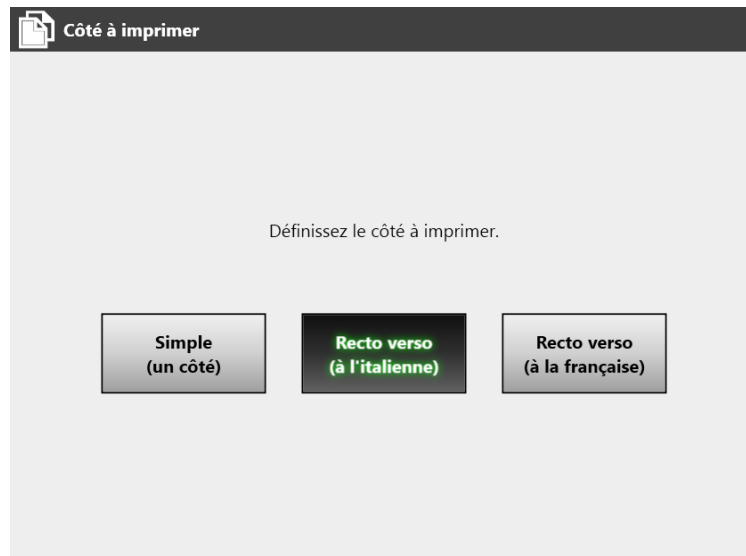 Côté à imprimer
Définissez le côté à imprimer.
Simple
(un côté)
Recto verso
(à l'italienne)
Recto verso
(à la française)